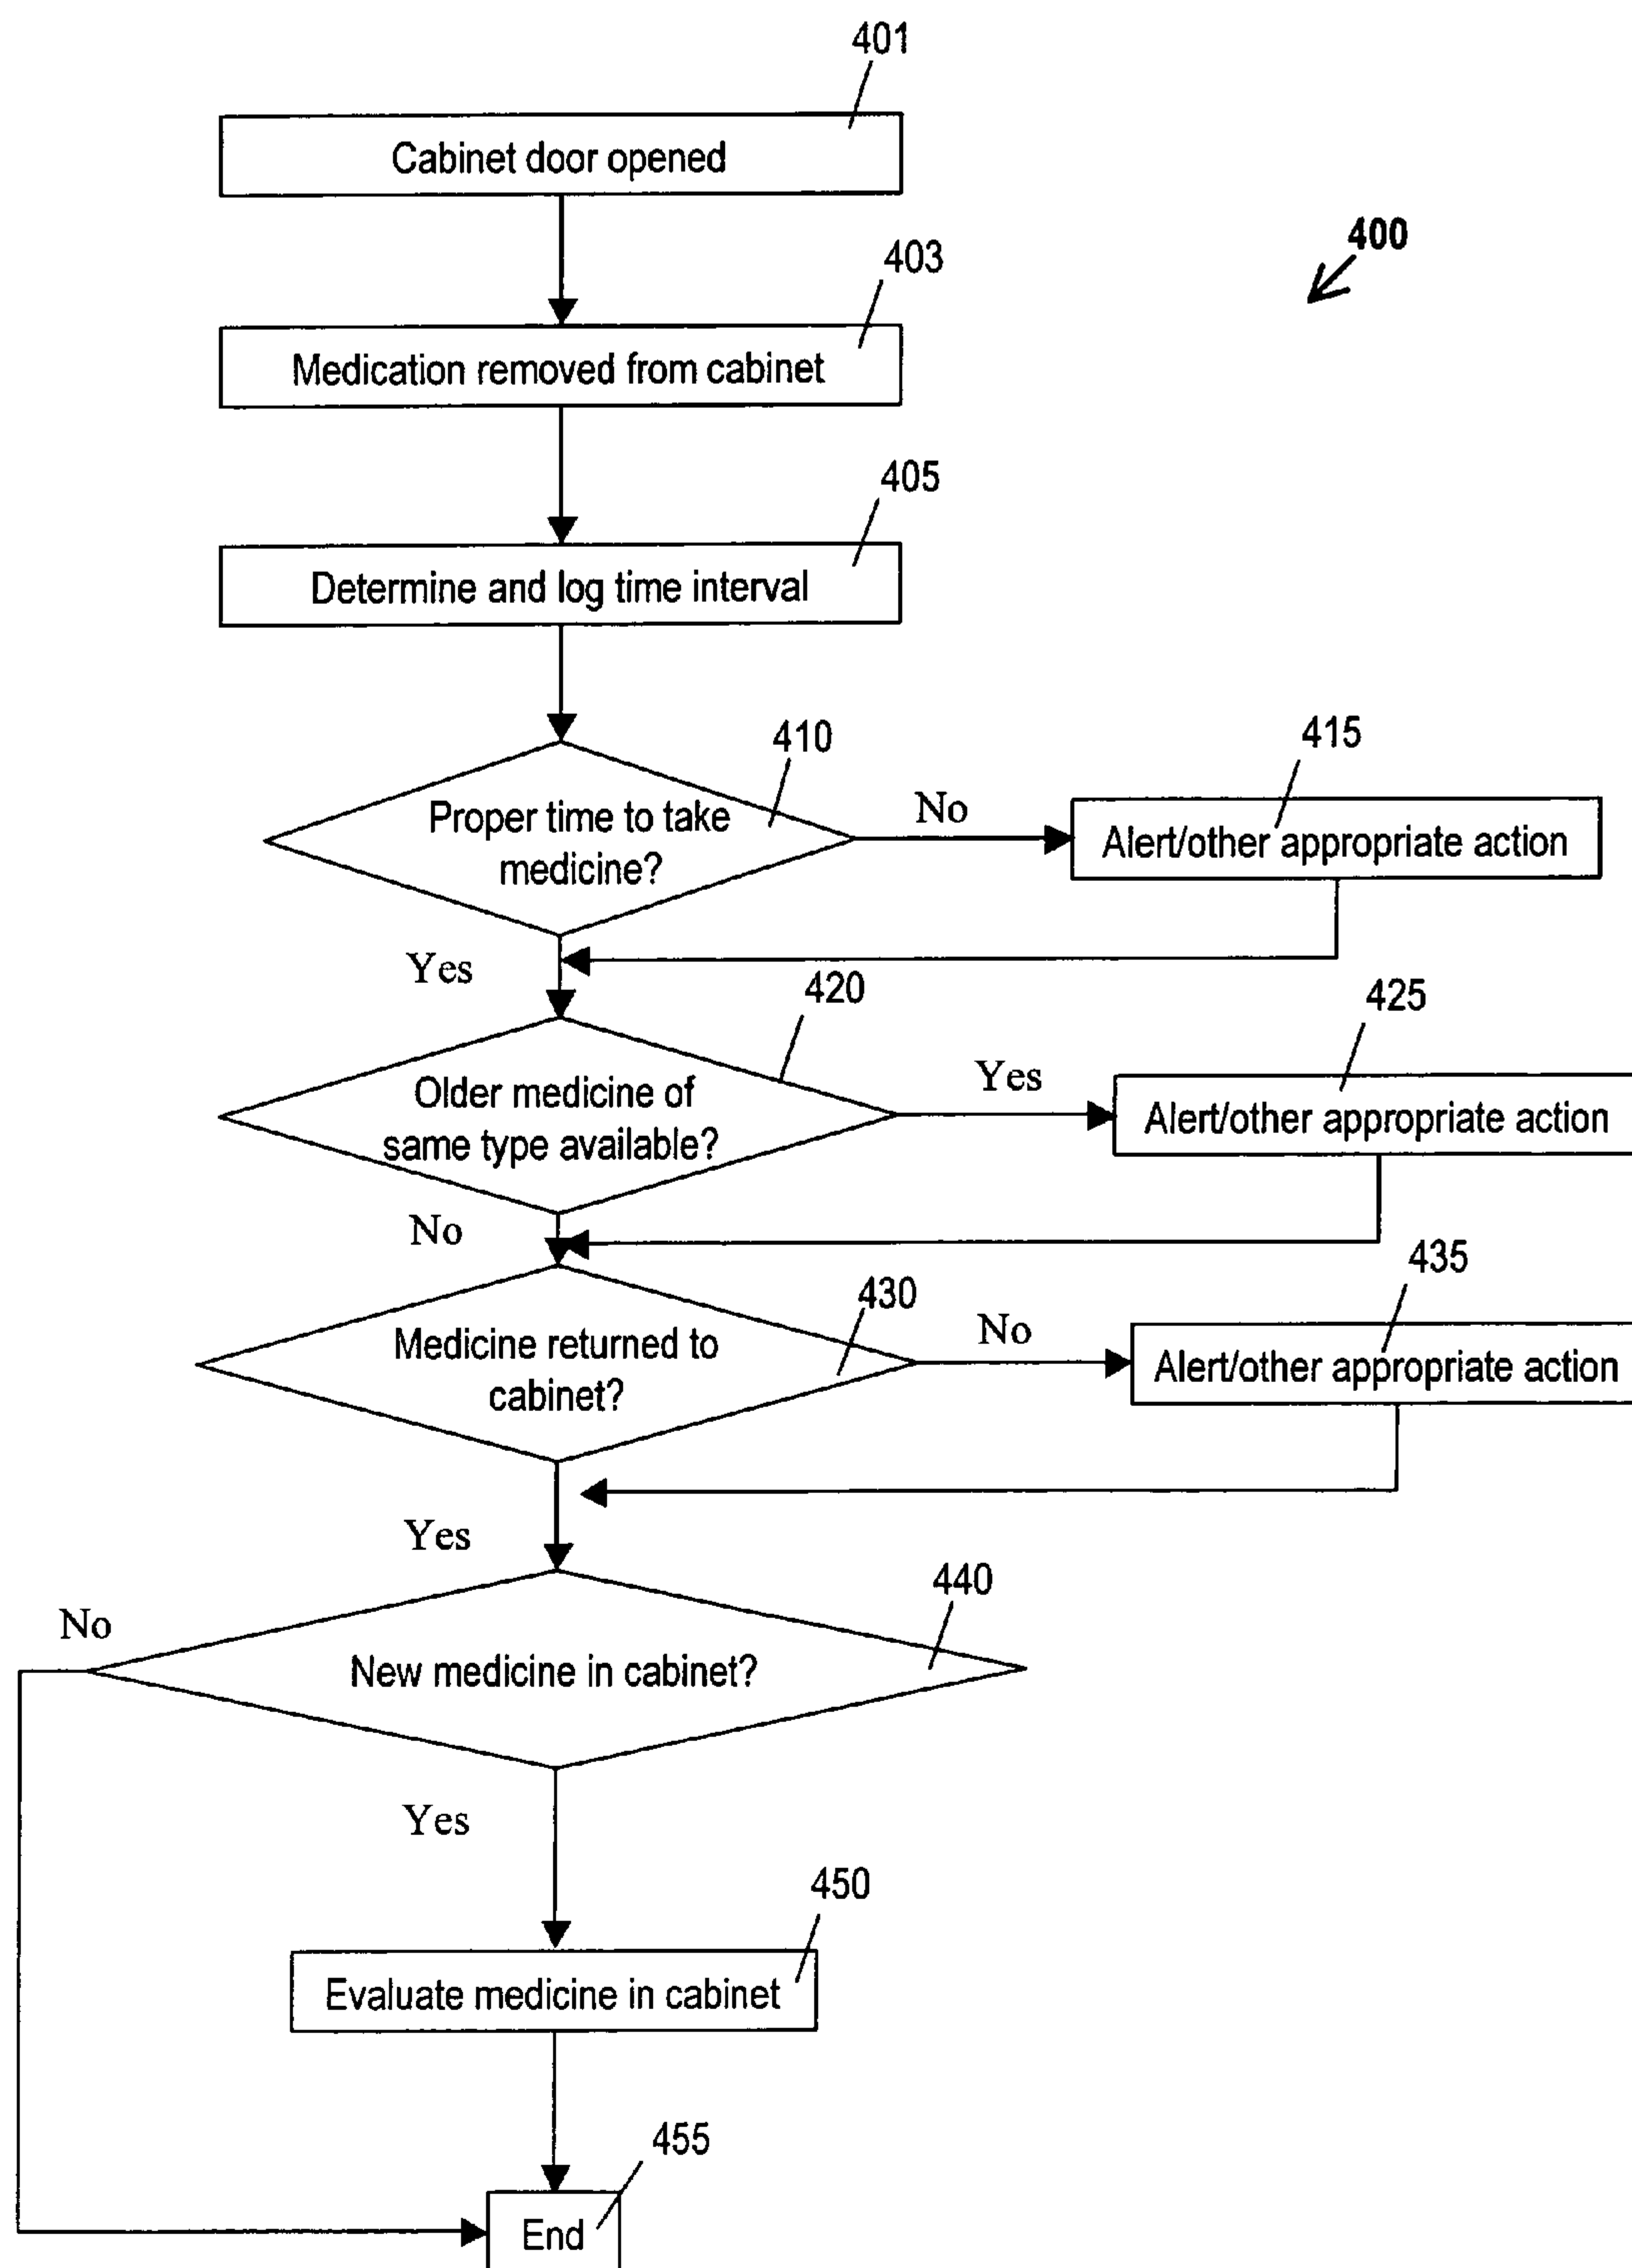 401
Cabinet door opened
400
403
Medication removed from cabinet
405
Determine and log time interval
410
415
Proper time to take
medicine?
No
Alert/other appropriate action
Yes
420
425
Older medicine of
same type available?
Yes
Alert/other appropriate action
No
430
435
Medicine returned to
cabinet?
No
Alert/other appropriate action
Yes
440
No
New medicine in cabinet?
Yes
450
Evaluate medicine in cabinet
455
End